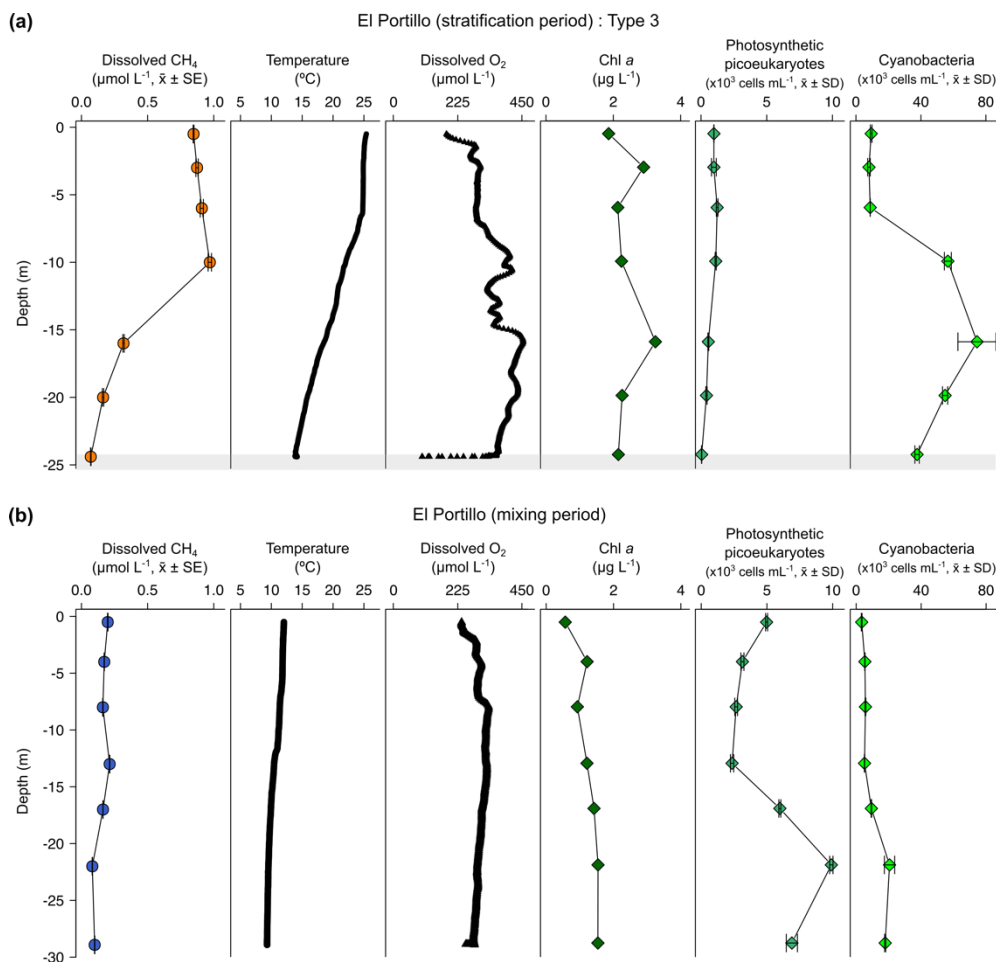 (a)
El Portillo (stratification period) : Type 3
Dissolved CH₄
(µmol L⁻¹, x̄ ± SE)
Temperature
(ºC)
Dissolved O₂
(µmol L⁻¹)
Chl a
(µg L⁻¹)
Photosynthetic
picoeukaryotes
(x10³ cells mL⁻¹, x̄ ± SD)
Cyanobacteria
(x10³ cells mL⁻¹, x̄ ± SD)
0.0 0.5 1.0
5 10 15 20 25
0 225 450
0 2 4
0 5 10
0 40 80
0
-5
-10
-15
-20
-25
Depth (m)
(b)
El Portillo (mixing period)
Dissolved CH₄
(µmol L⁻¹, x̄ ± SE)
Temperature
(ºC)
Dissolved O₂
(µmol L⁻¹)
Chl a
(µg L⁻¹)
Photosynthetic
picoeukaryotes
(x10³ cells mL⁻¹, x̄ ± SD)
Cyanobacteria
(x10³ cells mL⁻¹, x̄ ± SD)
0.0 0.5 1.0
5 10 15 20 25
0 225 450
0 2 4
0 5 10
0 40 80
0
-5
-10
-15
-20
-25
-30
Depth (m)